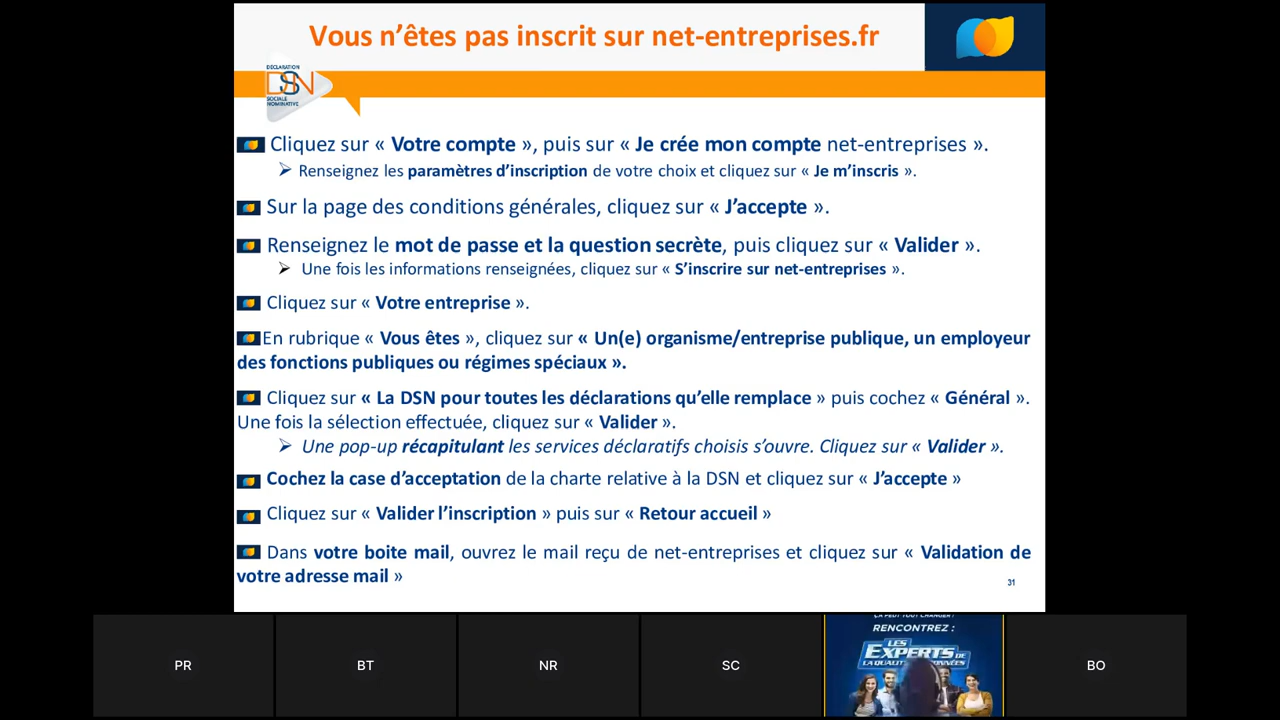 Vous n’êtes pas inscrit sur net-entreprises.fr
DÉCLARATION
DSN
SOCIALE
NOMINATIVE
Cliquez sur « Votre compte », puis sur « Je crée mon compte net-entreprises ».
Renseignez les paramètres d’inscription de votre choix et cliquez sur « Je m’inscris ».
Sur la page des conditions générales, cliquez sur « J’accepte ».
Renseignez le mot de passe et la question secrète, puis cliquez sur « Valider ».
Une fois les informations renseignées, cliquez sur « S’inscrire sur net-entreprises ».
Cliquez sur « Votre entreprise ».
En rubrique « Vous êtes », cliquez sur « Un(e) organisme/entreprise publique, un employeur
des fonctions publiques ou régimes spéciaux ».
Cliquez sur « La DSN pour toutes les déclarations qu’elle remplace » puis cochez « Général ».
Une fois la sélection effectuée, cliquez sur « Valider ».
Une pop-up récapitulant les services déclaratifs choisis s’ouvre. Cliquez sur « Valider ».
Cochez la case d’acceptation de la charte relative à la DSN et cliquez sur « J’accepte »
Cliquez sur « Valider l’inscription » puis sur « Retour accueil »
Dans votre boite mail, ouvrez le mail reçu de net-entreprises et cliquez sur « Validation de
votre adresse mail »
31
PR
BT
NR
SC
ÇA PEUT TOUT CHANGER !
RENCONTREZ :
LES
EXPERTS DE
LA QUALITÉ
BO